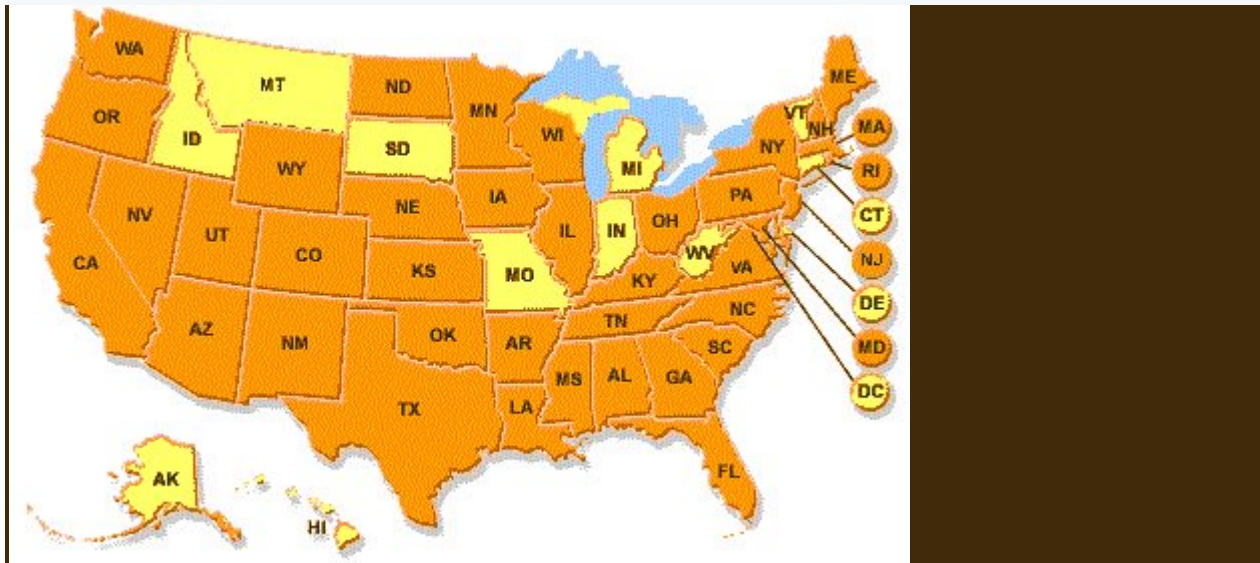 WA
MT
ND
MN
ME
OR
ID
SD
WI
VT
NH
MA
NY
RI
WY
MI
IA
NE
PA
CT
NV
UT
CO
IL
IN
OH
WV
NJ
CA
KS
MO
KY
VA
DE
AZ
NM
OK
AR
TN
NC
SC
MD
TX
LA
MS
AL
GA
DC
FL
AK
HI